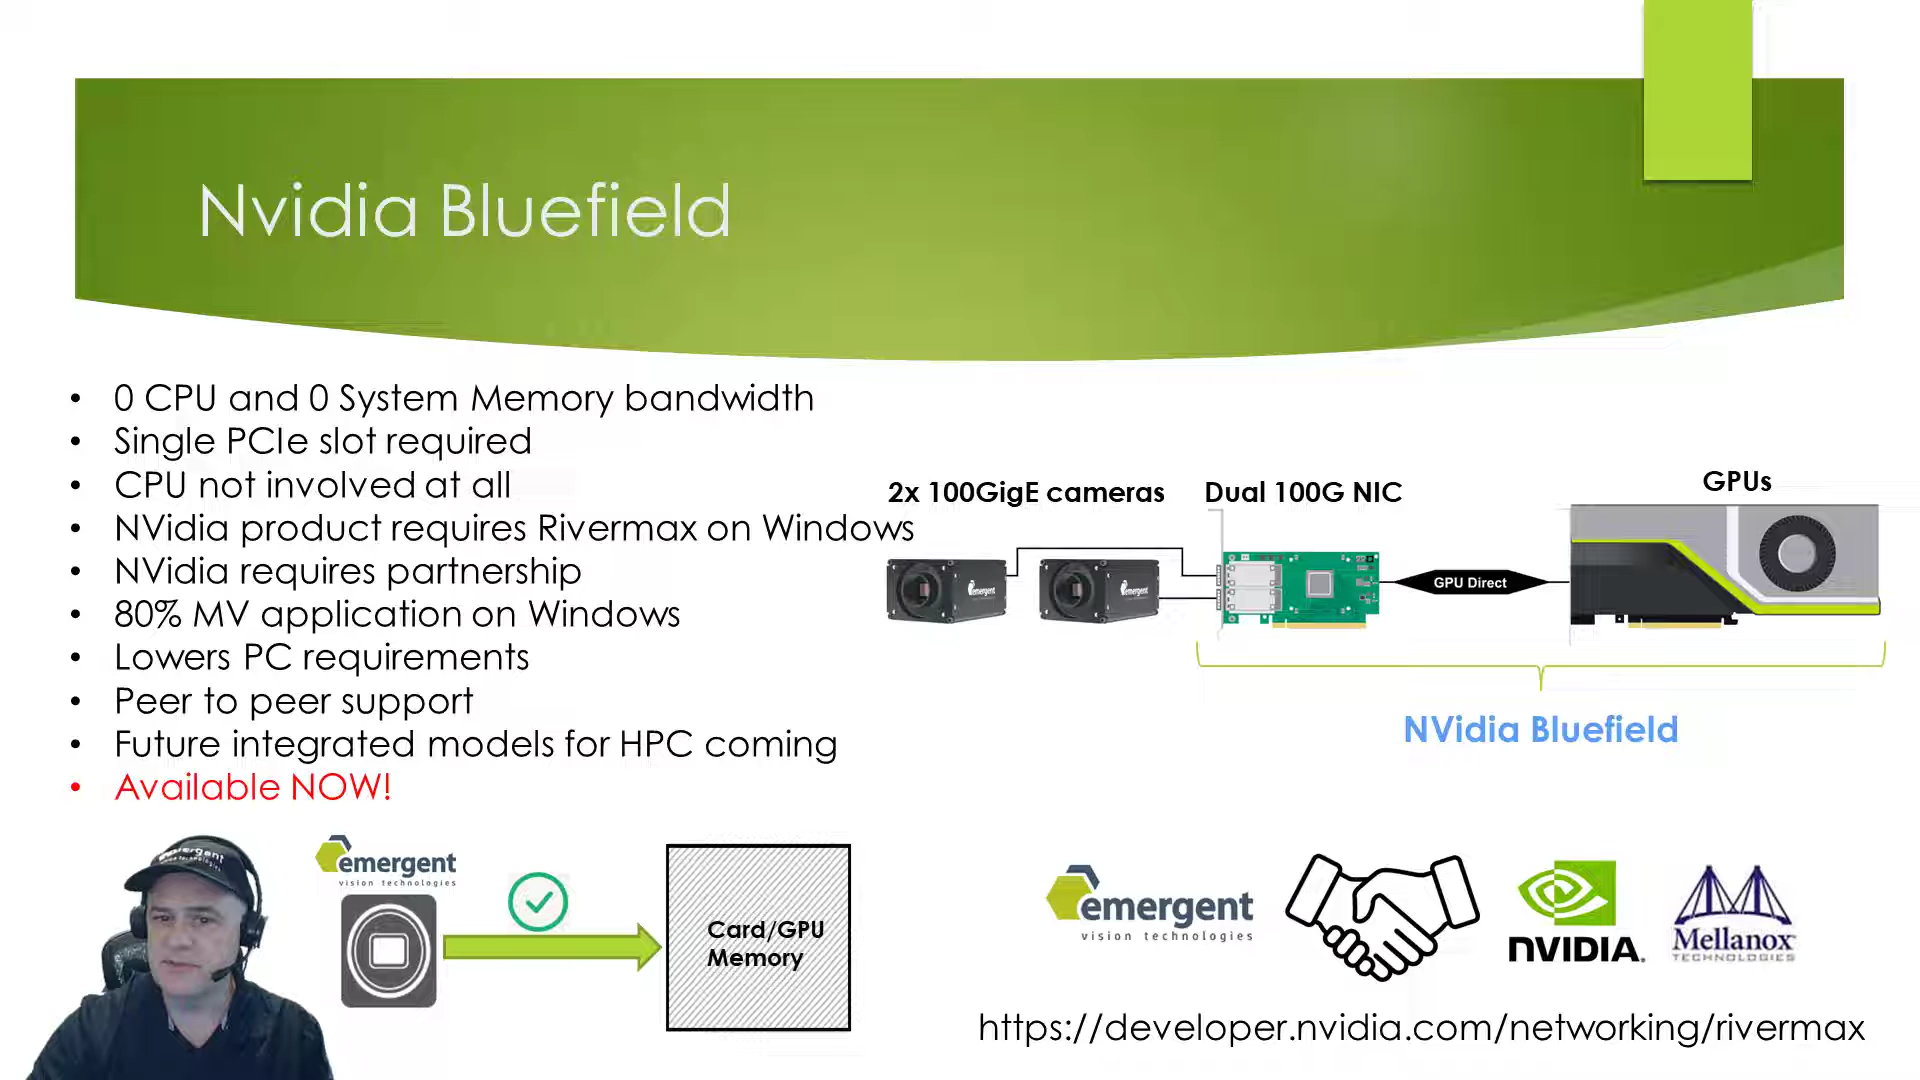 Nvidia Bluefield
• 0 CPU and 0 System Memory bandwidth
• Single PCIe slot required
• CPU not involved at all
• NVidia product requires Rivermax on Windows
• NVidia requires partnership
• 80% MV application on Windows
• Lowers PC requirements
• Peer to peer support
• Future integrated models for HPC coming
• Available NOW!
2x 100GigE cameras
Dual 100G NIC
GPUs
emergent
emergent
GPU Direct
NVidia Bluefield
emergent
emergent
vision technologies
Card/GPU
Memory
emergent
vision technologies
NVIDIA.
Mellanox
TECHNOLOGIES
https://developer.nvidia.com/networking/rivermax